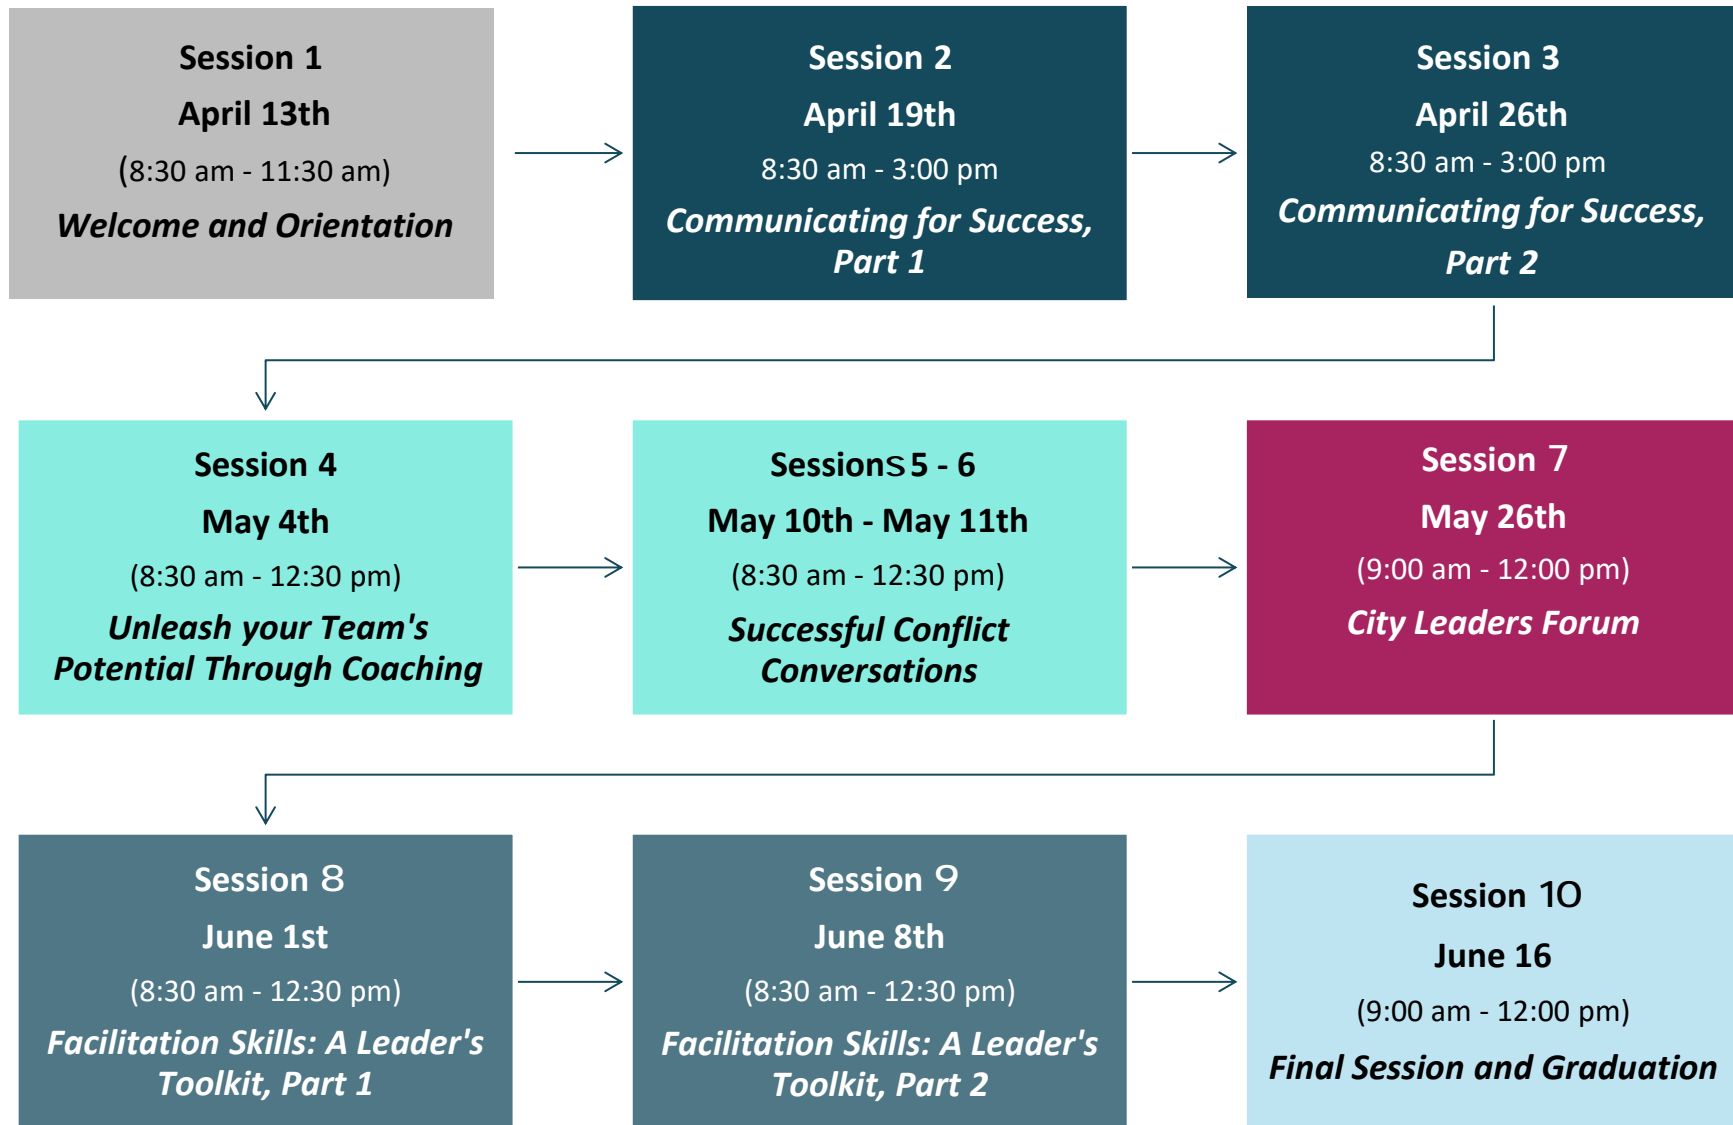 Session 1
April 13th
(8:30 am - 11:30 am)
Welcome and Orientation
Session 2
April 19th
8:30 am - 3:00 pm
Communicating for Success,
Part 1
Session 3
April 26th
8:30 am - 3:00 pm
Communicating for Success,
Part 2
Session 4
May 4th
(8:30 am - 12:30 pm)
Unleash your Team's
Potential Through Coaching
Sessions 5 - 6
May 10th - May 11th
(8:30 am - 12:30 pm)
Successful Conflict
Conversations
Session 7
May 26th
(9:00 am - 12:00 pm)
City Leaders Forum
Session 8
June 1st
(8:30 am - 12:30 pm)
Facilitation Skills: A Leader's
Toolkit, Part 1
Session 9
June 8th
(8:30 am - 12:30 pm)
Facilitation Skills: A Leader's
Toolkit, Part 2
Session 10
June 16
(9:00 am - 12:00 pm)
Final Session and Graduation